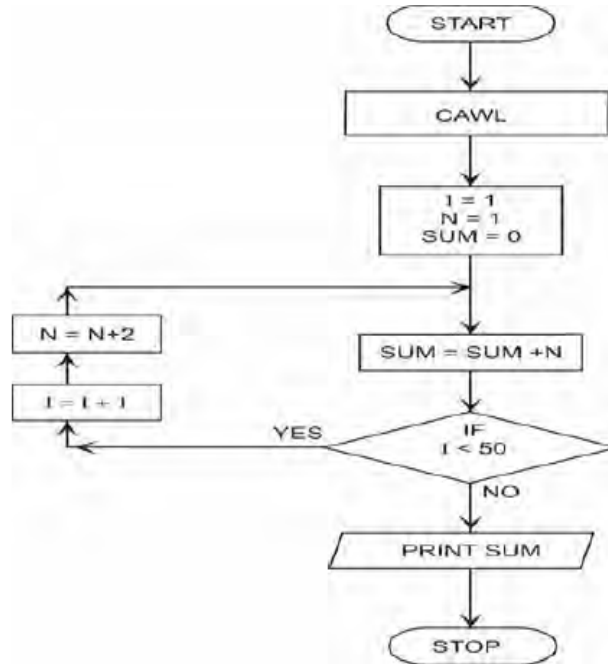 START
CAWL
I = 1
N = 1
SUM = 0
N = N+2
SUM = SUM +N
I = I + 1
YES
IF
I < 50
NO
PRINT SUM
STOP